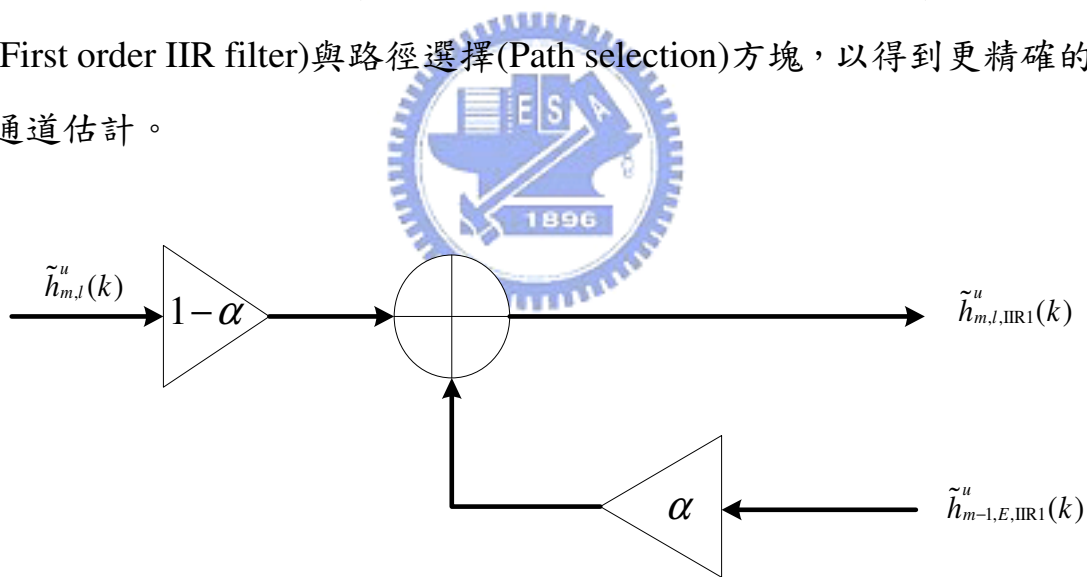 First order IIR filter)與路徑選擇(Path selection)方塊，以得到更精確的
通道估計。
E S A
1896
h̃ᵘₘ,ₗ(k)
1−α
h̃ᵘₘ,ₗ,IIR1(k)
α
h̃ᵘₘ₋₁,E,IIR1(k)